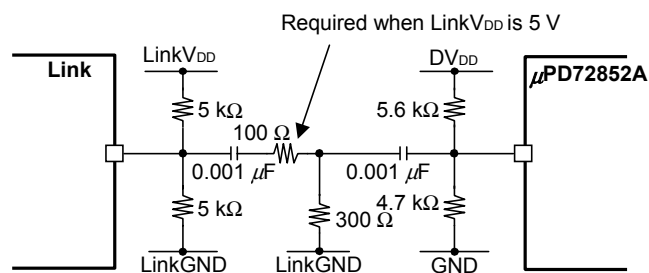 Required when LinkVDD is 5 V
LinkVDD
DVDD
Link
μPD72852A
5 kΩ
5.6 kΩ
100 Ω
0.001 μF
0.001 μF
5 kΩ
300 Ω
4.7 kΩ
LinkGND
LinkGND
GND